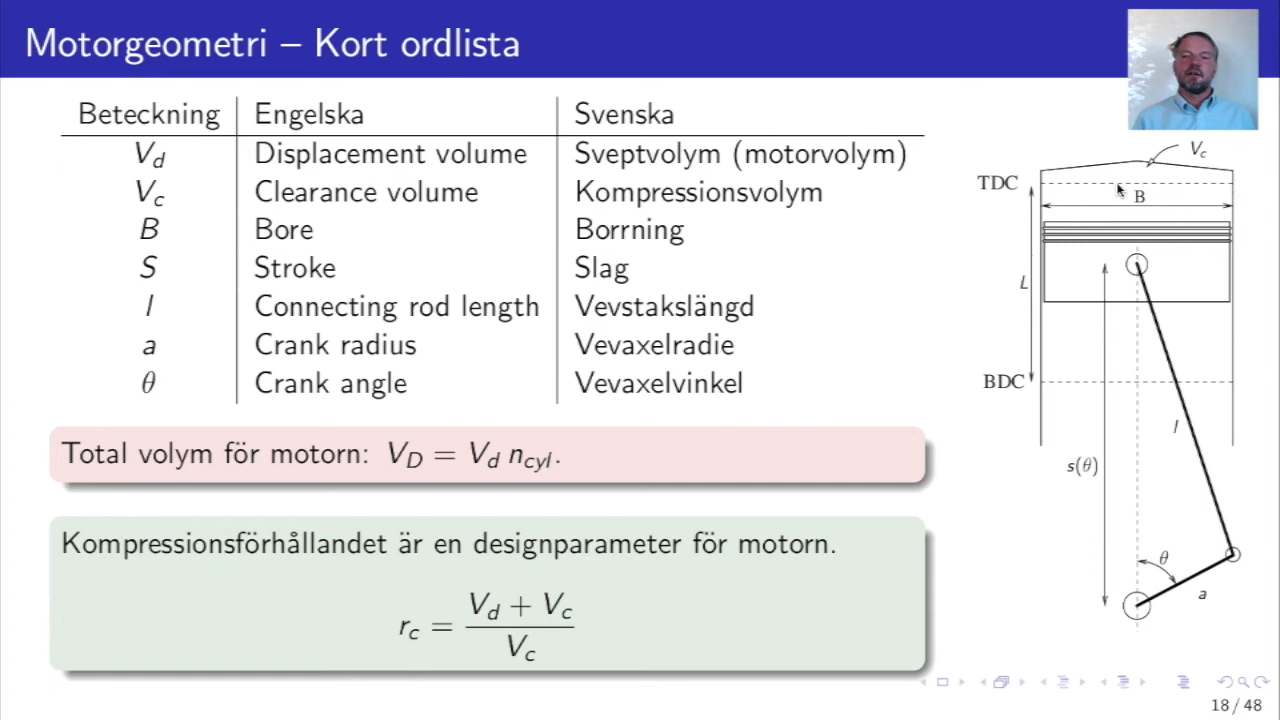 Motorgeometri – Kort ordlista
Beteckning Engelska Svenska
V_d Displacement volume Sveptvolym (motorvolym)
V_c Clearance volume Kompressionsvolym
B Bore Borrning
S Stroke Slag
l Connecting rod length Vevstakslängd
a Crank radius Vevaxelradie
θ Crank angle Vevaxelvinkel
Total volym för motorn: V_D = V_d n_cyl.
Kompressionsförhållandet är en designparameter för motorn.
r_c = (V_d + V_c) / V_c
V_c
TDC
B
L
BDC
l
s(θ)
θ
a
18 / 48